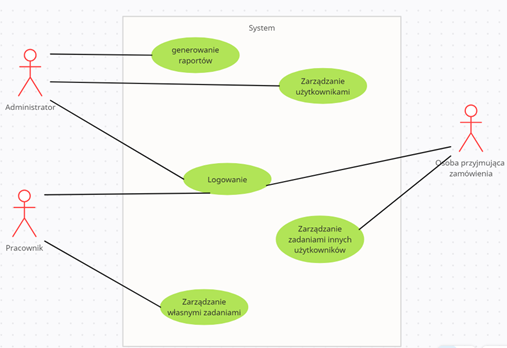 System
generowanie
raportów
Zarządzanie
użytkownikami
Administrator
Osoba przyjmująca
zamówienia
Logowanie
Pracownik
Zarządzanie
zadaniami innych
użytkowników
Zarządzanie
własnymi zadaniami